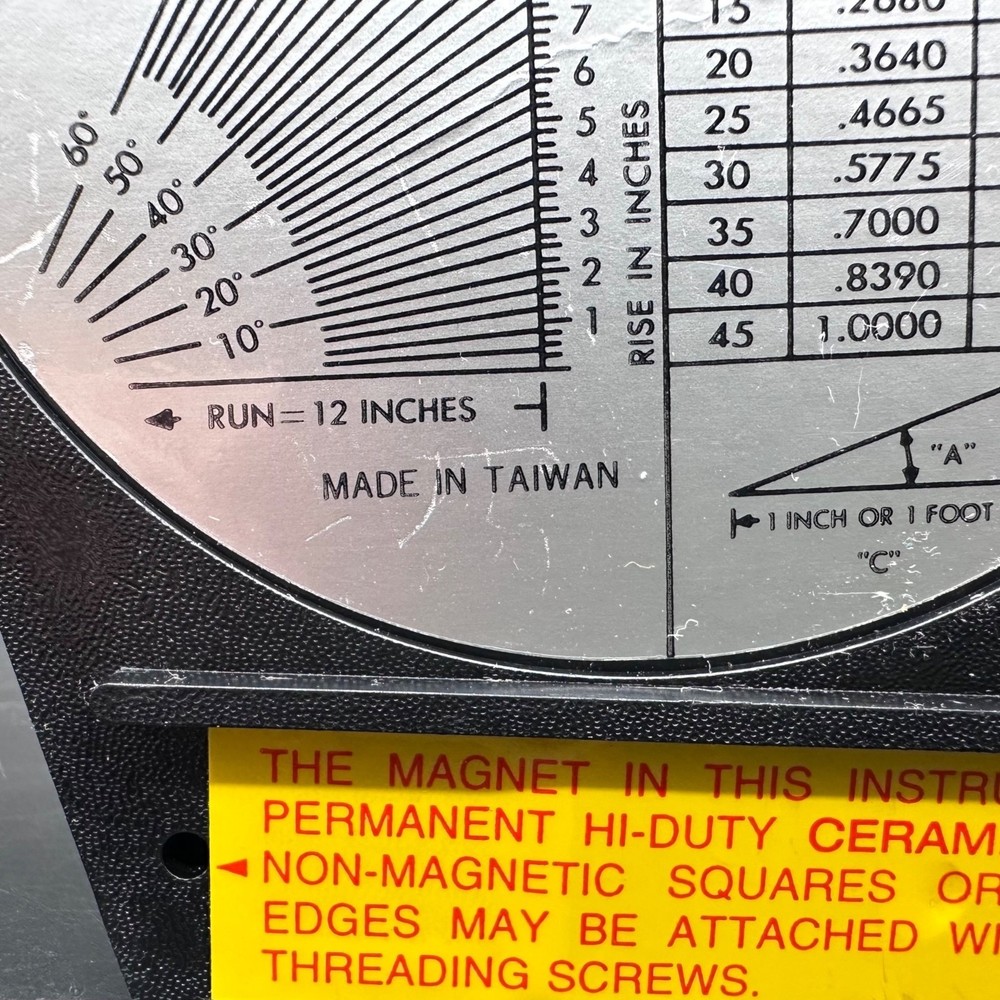 7
6
5
4
3
2
1
RISE IN INCHES
60°
50°
40°
30°
20°
10°
RUN=12 INCHES
MADE IN TAIWAN
15 .2680
20 .3640
25 .4665
30 .5775
35 .7000
40 .8390
45 1.0000
"A"
1 INCH OR 1 FOOT
"C"
THE MAGNET IN THIS
PERMANENT HI-DUTY
NON-MAGNETIC SQUARES OR
EDGES MAY BE ATTACHED
THREADING SCREWS.